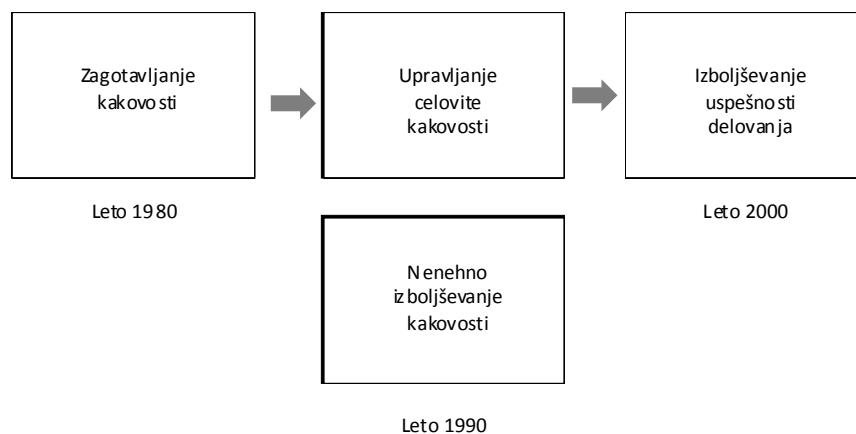 Zagotavljanje
kakovosti
Upravljanje
celovite
kakovosti
Izboljševanje
uspešnosti
delovanja
Leto 1980
Leto 2000
Nenehno
izboljševanje
kakovosti
Leto 1990